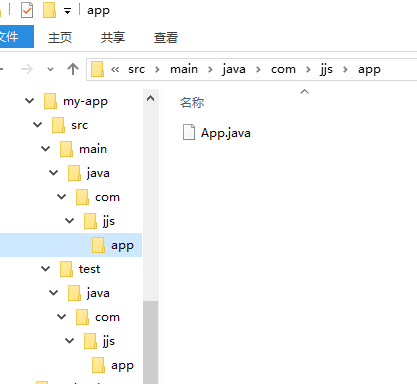 app
文件
主页
共享
查看
« src › main › java › com › jjs › app
名称
App.java
my-app
src
main
java
com
jjs
app
test
java
com
jjs
app